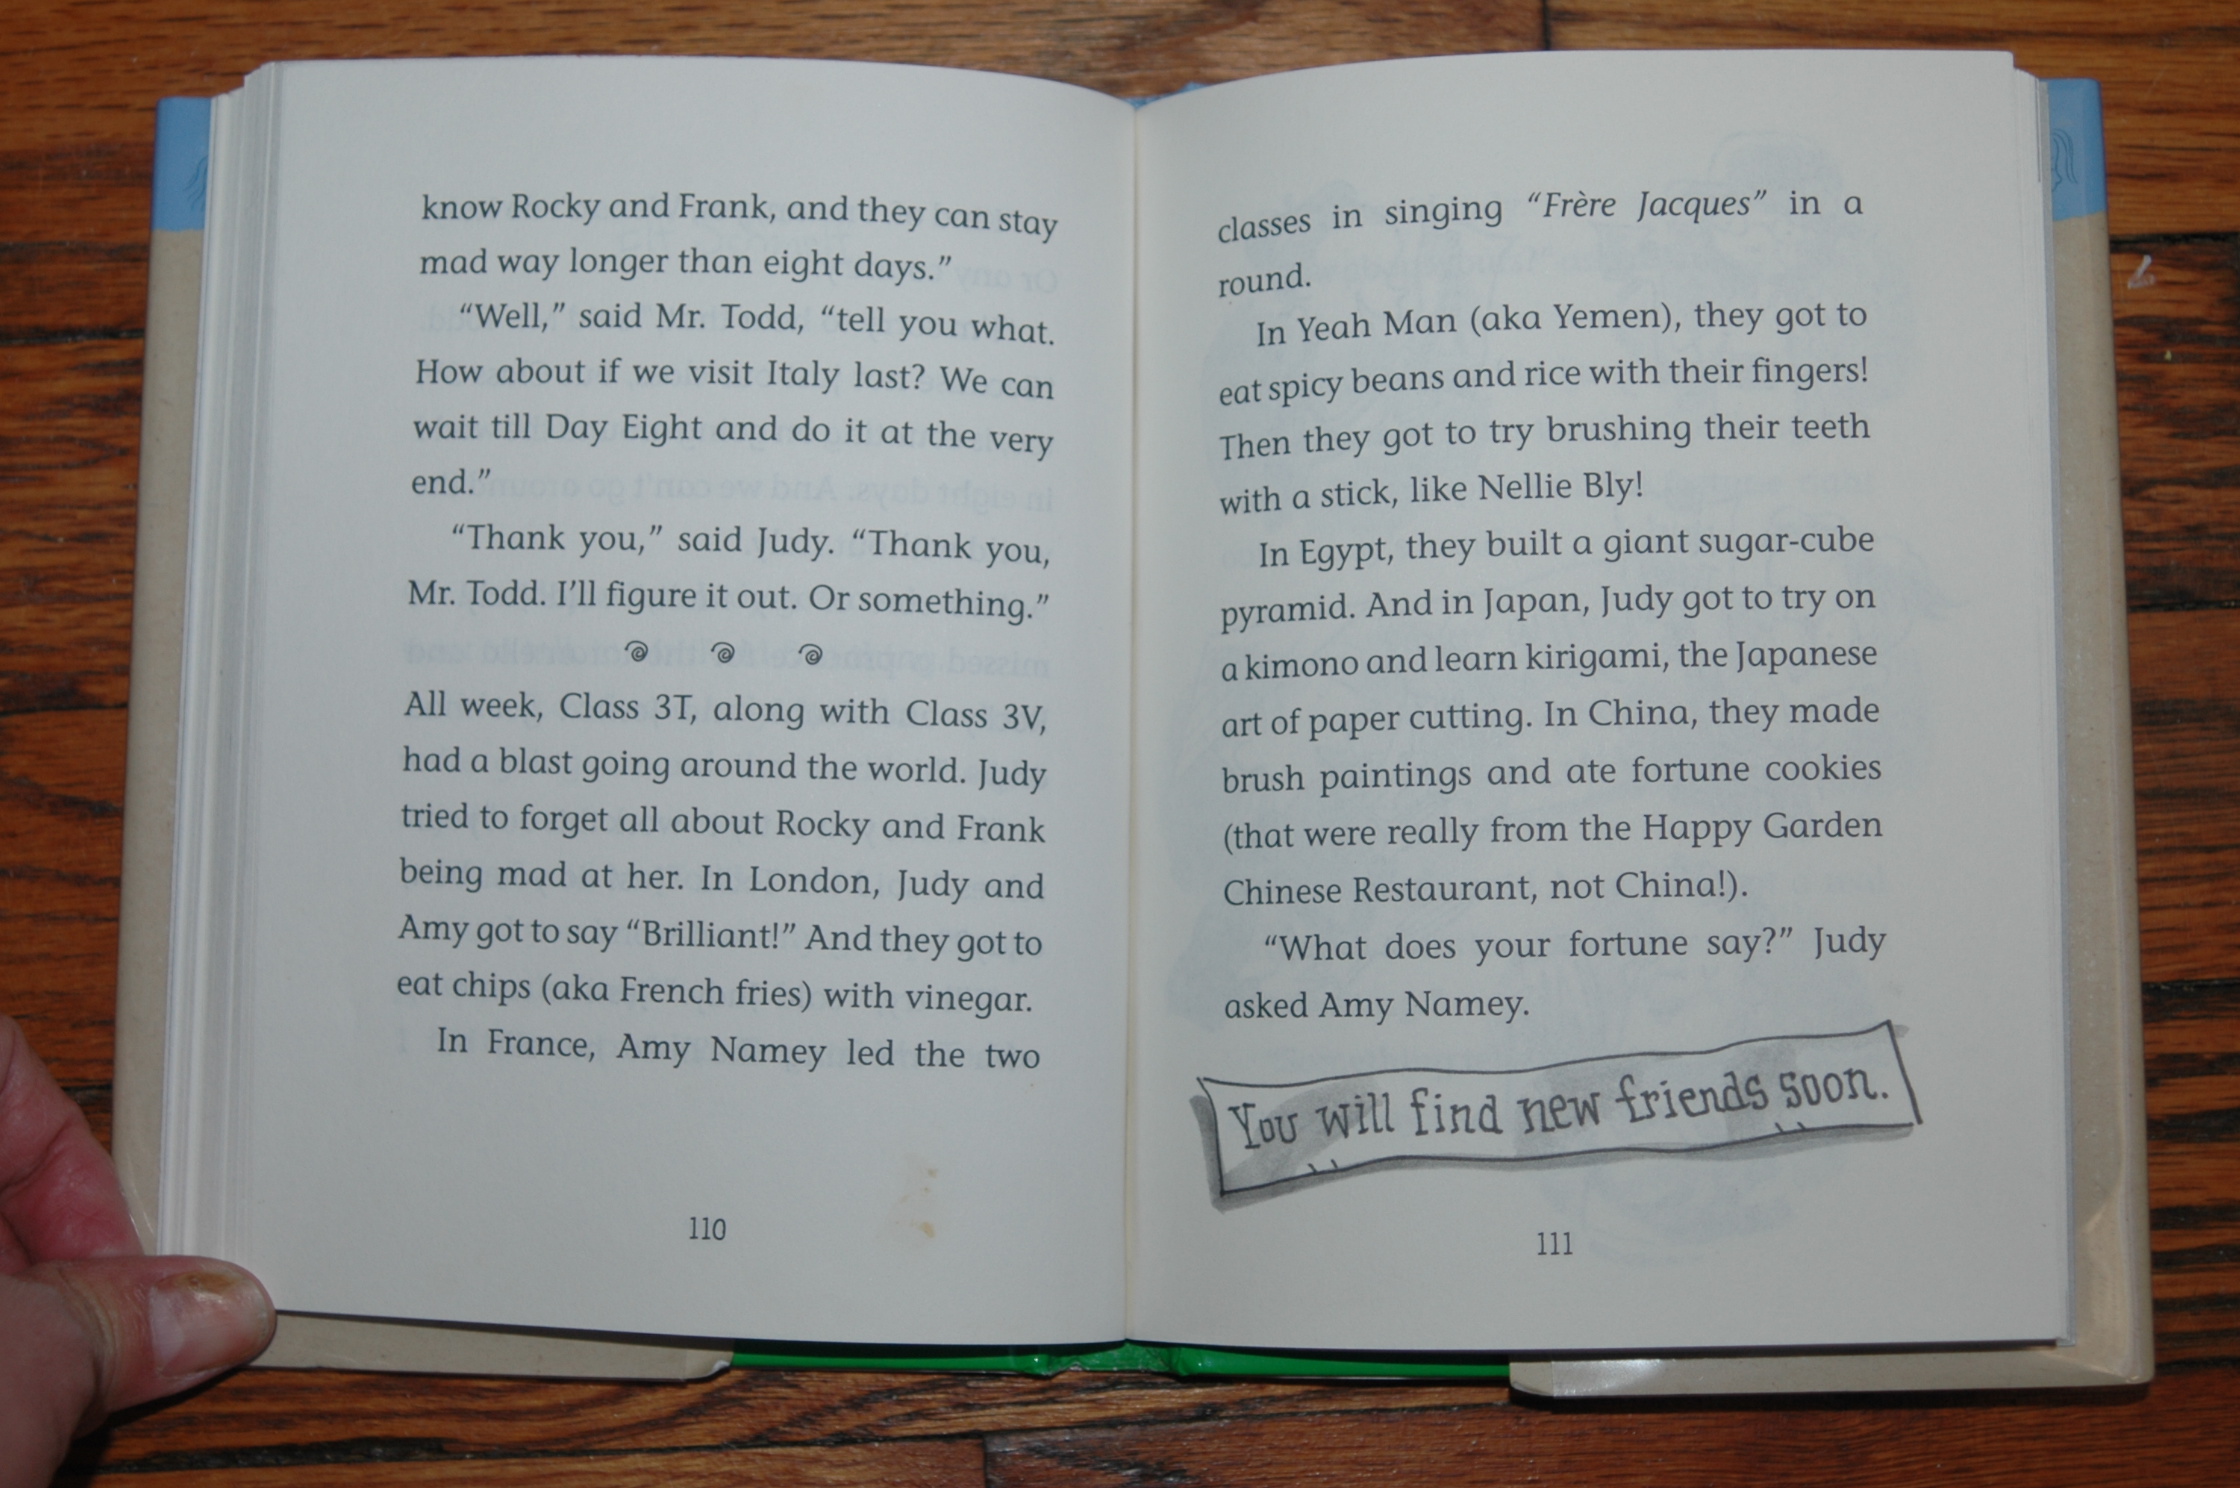 know Rocky and Frank, and they can stay
mad way longer than eight days.”
“Well,” said Mr. Todd, “tell you what.
How about if we visit Italy last? We can
wait till Day Eight and do it at the very
end.”
“Thank you,” said Judy. “Thank you,
Mr. Todd. I’ll figure it out. Or something.”
All week, Class 3T, along with Class 3V,
had a blast going around the world. Judy
tried to forget all about Rocky and Frank
being mad at her. In London, Judy and
Amy got to say “Brilliant!” And they got to
eat chips (aka French fries) with vinegar.
In France, Amy Namey led the two
110
classes in singing “Frère Jacques” in a
round.
In Yeah Man (aka Yemen), they got to
eat spicy beans and rice with their fingers!
Then they got to try brushing their teeth
with a stick, like Nellie Bly!
In Egypt, they built a giant sugar-cube
pyramid. And in Japan, Judy got to try on
a kimono and learn kirigami, the Japanese
art of paper cutting. In China, they made
brush paintings and ate fortune cookies
(that were really from the Happy Garden
Chinese Restaurant, not China!).
“What does your fortune say?” Judy
asked Amy Namey.
You will find new friends soon.
111